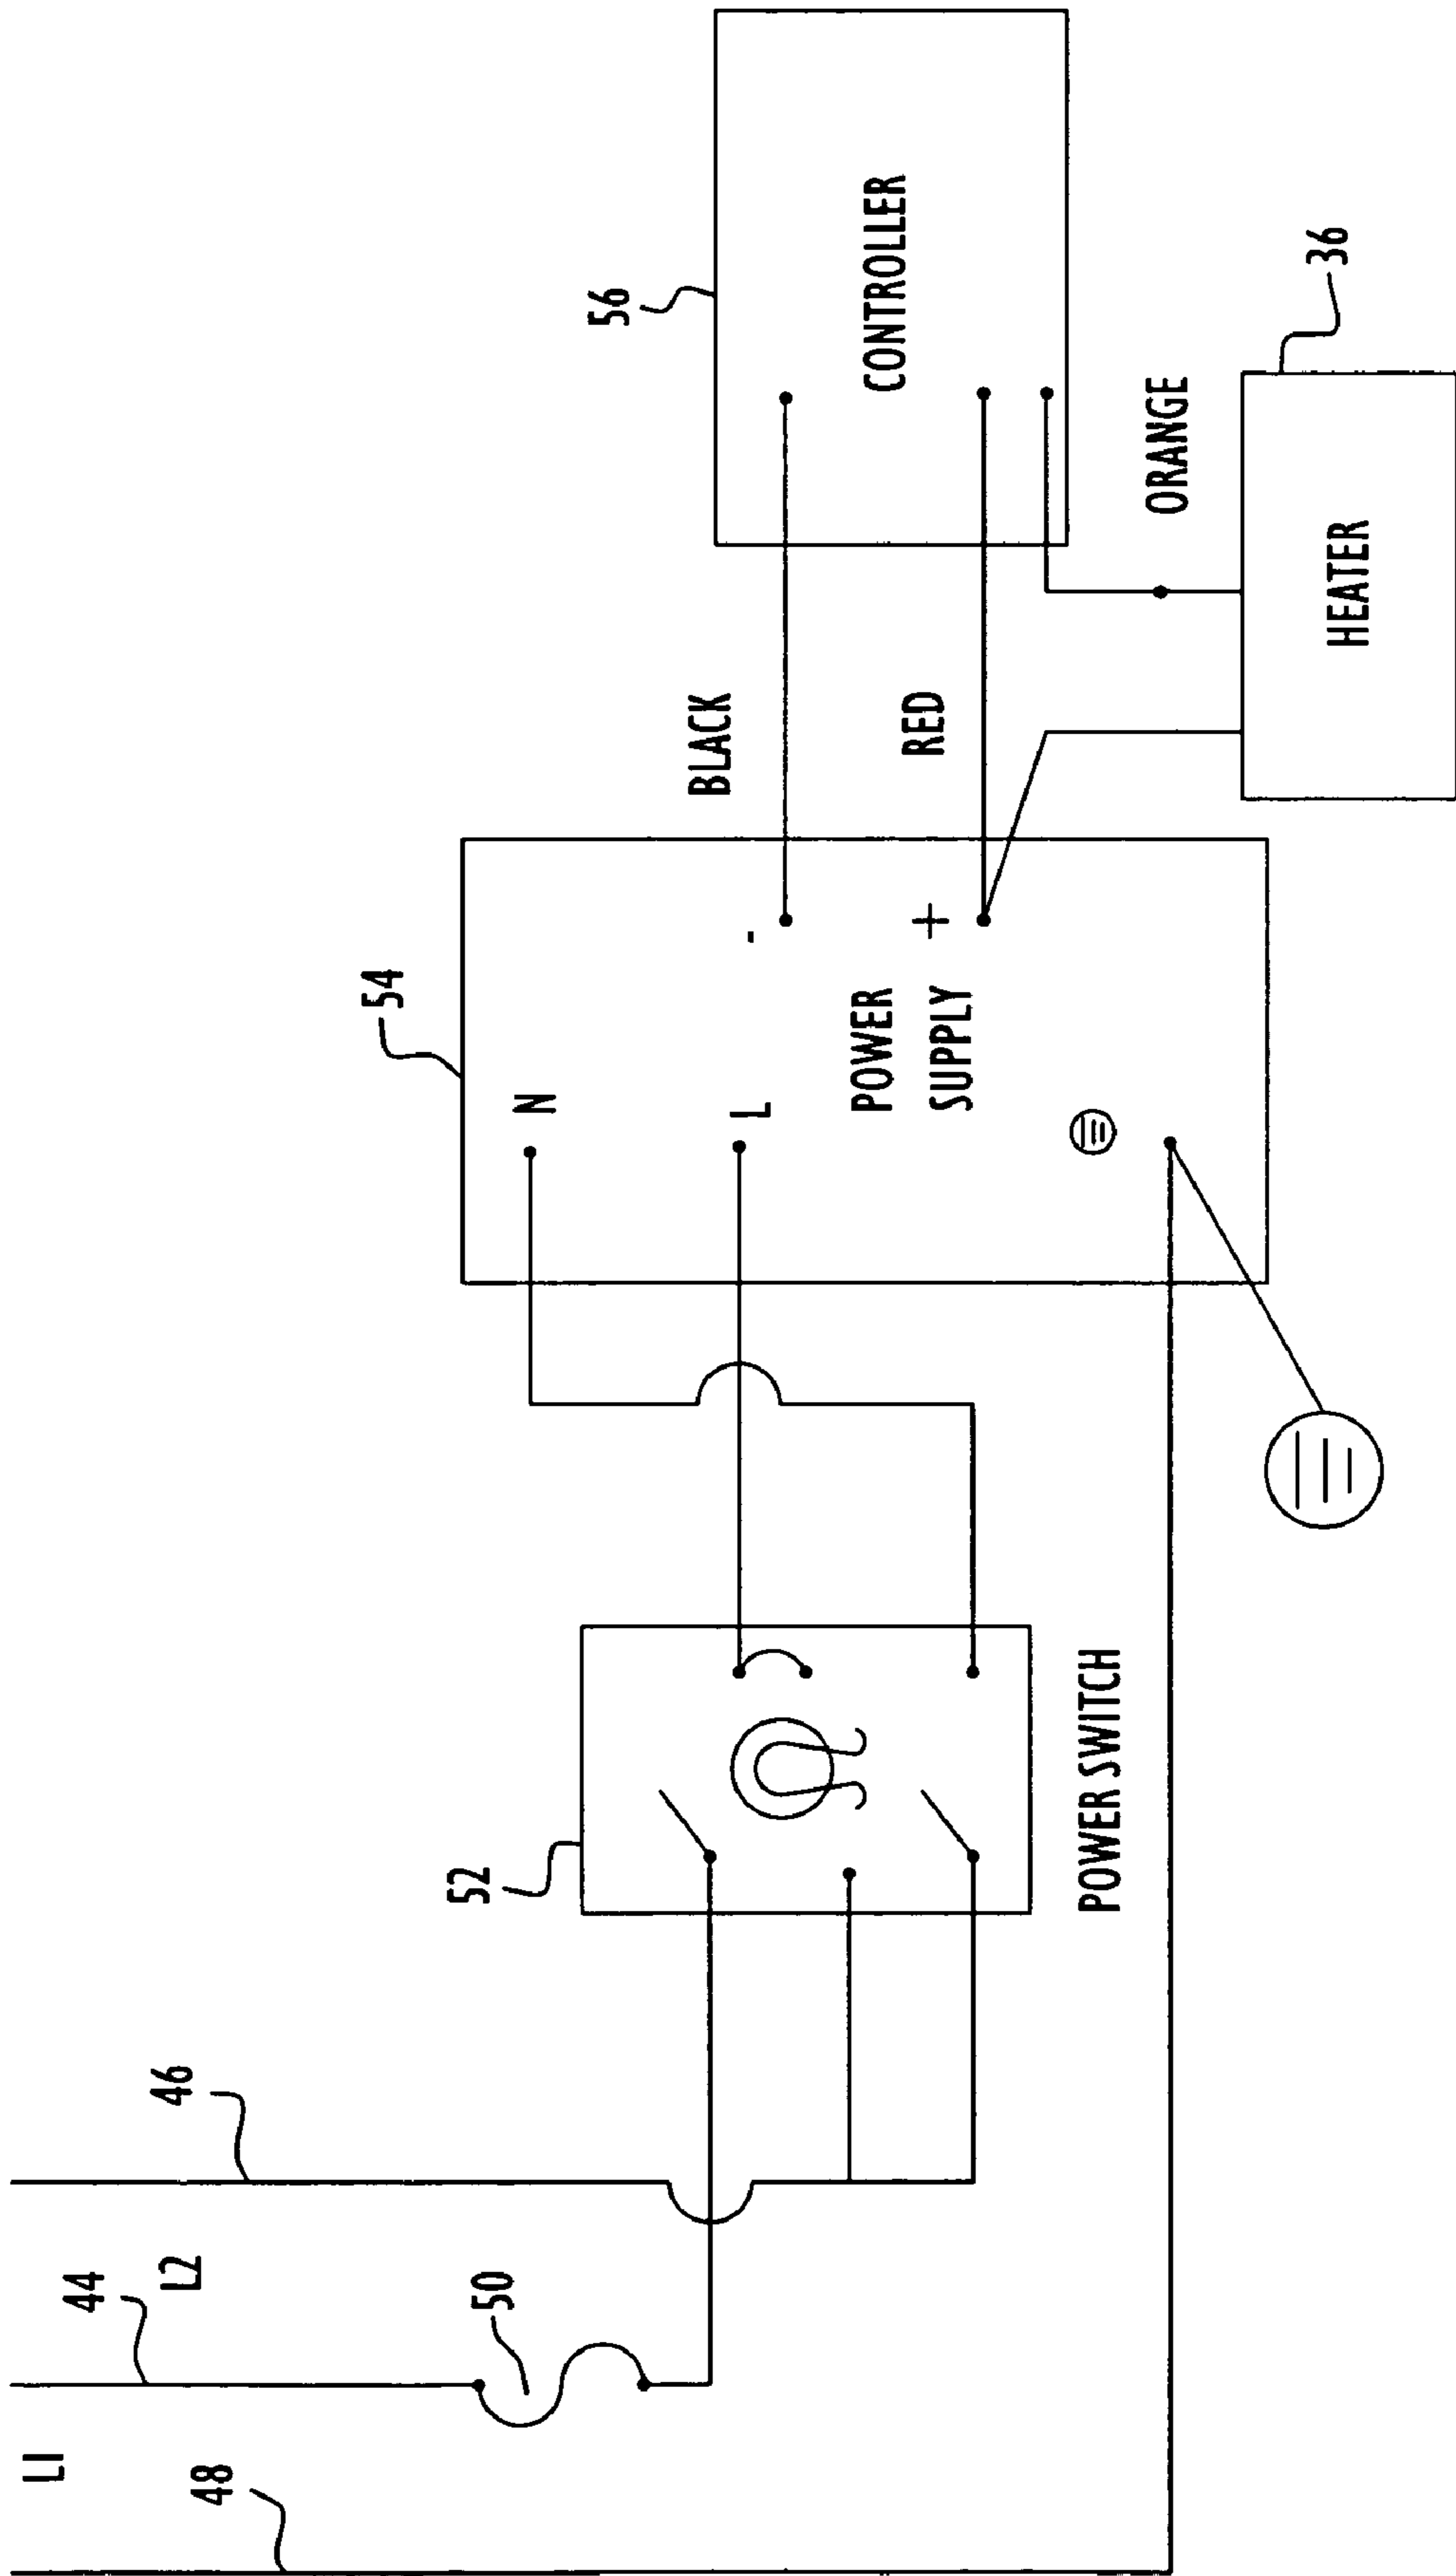 L1
48
44
L2
46
50
52
POWER SWITCH
54
N
L
-
+
POWER
SUPPLY
BLACK
RED
56
CONTROLLER
ORANGE
HEATER
36